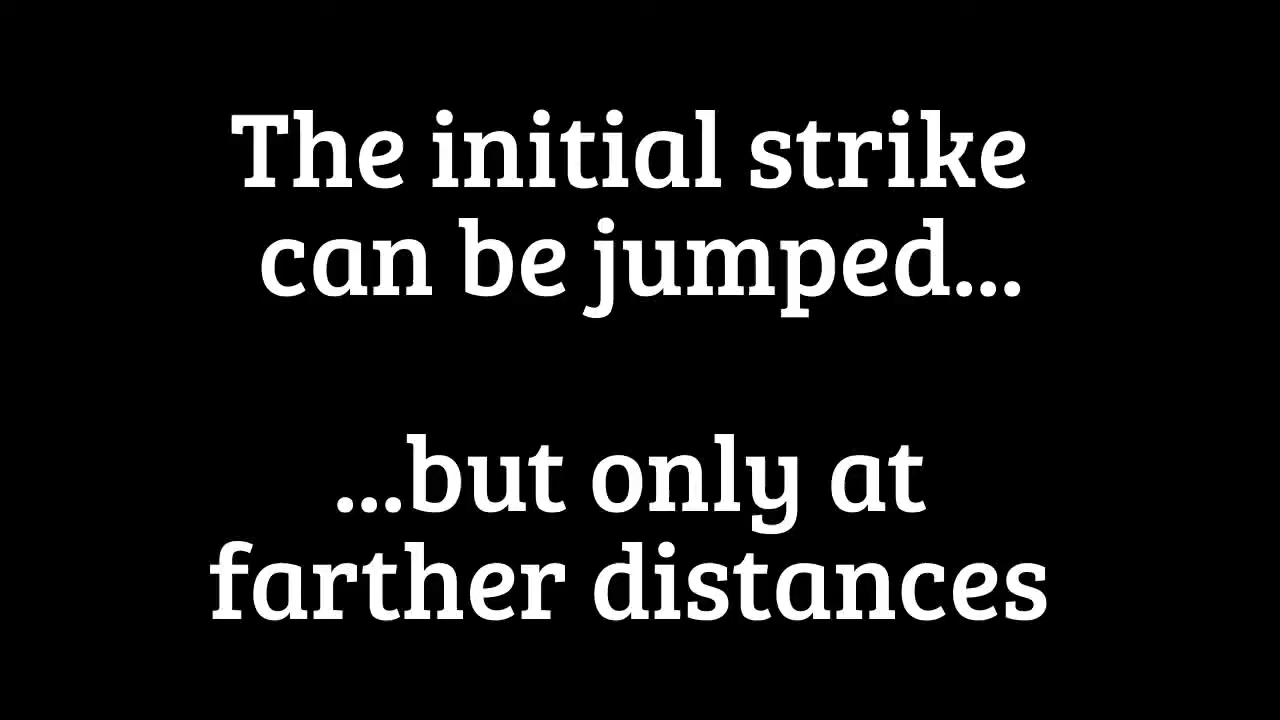 The initial strike
can be jumped...
...but only at
farther distances